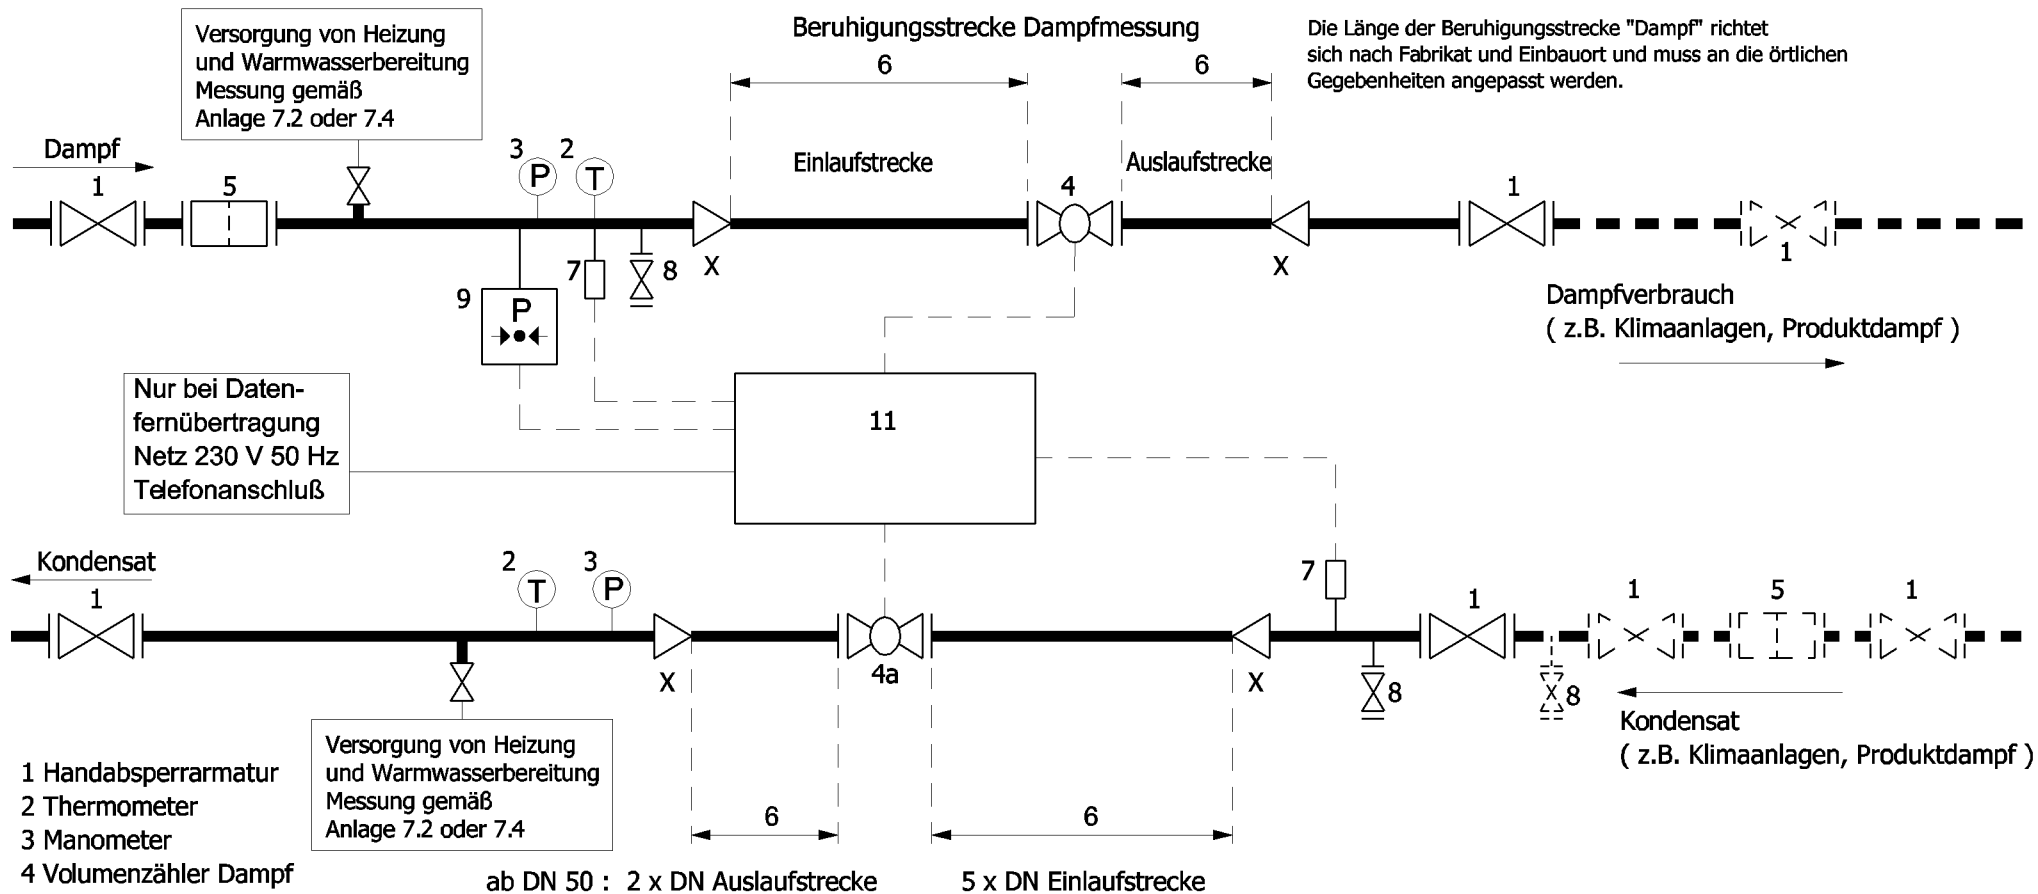 Versorgung von Heizung
und Warmwasserbereitung
Messung gemäß
Anlage 7.2 oder 7.4
Beruhigungsstrecke Dampfmessung
6
6
Die Länge der Beruhigungsstrecke "Dampf" richtet
sich nach Fabrikat und Einbauort und muss an die örtlichen
Gegebenheiten angepasst werden.
Dampf
1
5
3
P
2
T
Einlaufstrecke
Auslaufstrecke
4
1
1
9
P
7
8
X
X
Dampfverbrauch
( z.B. Klimaanlagen, Produktdampf )
Nur bei Daten-
fernübertragung
Netz 230 V 50 Hz
Telefonanschluß
11
Kondensat
1
2
T
3
P
X
4a
X
7
8
1
8
1
5
1
Kondensat
( z.B. Klimaanlagen, Produktdampf )
Versorgung von Heizung
und Warmwasserbereitung
Messung gemäß
Anlage 7.2 oder 7.4
6
6
1 Handabsperrarmatur
2 Thermometer
3 Manometer
4 Volumenzähler Dampf
ab DN 50 : 2 x DN Auslaufstrecke
5 x DN Einlaufstrecke